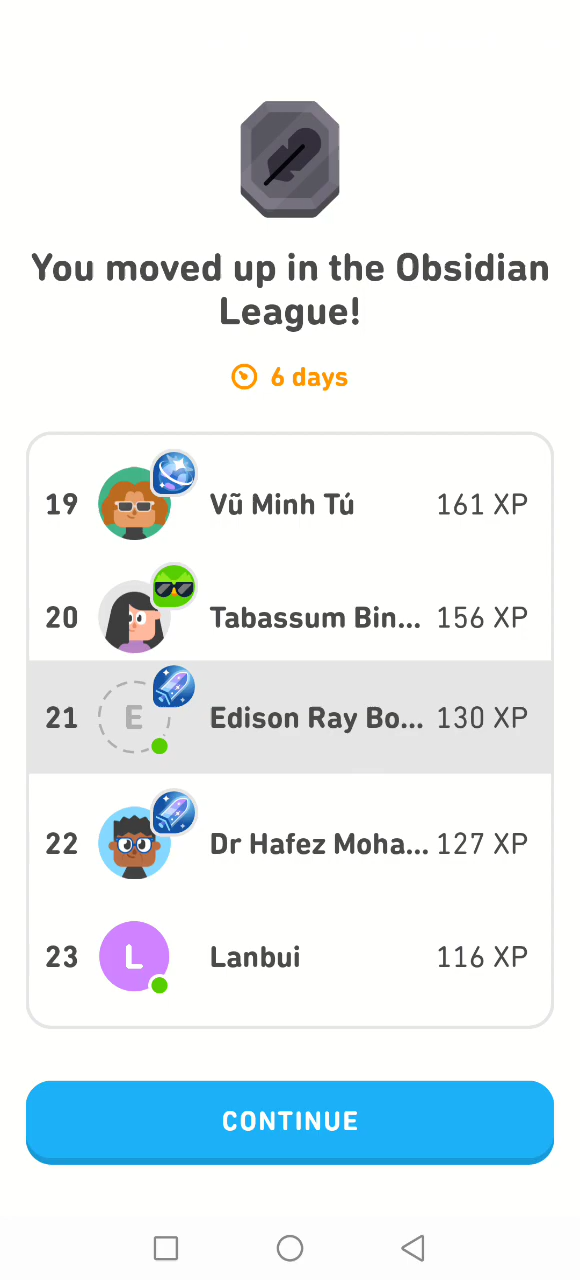 You moved up in the Obsidian
League!
6 days
19 Vũ Minh Tú 161 XP
20 Tabassum Bin... 156 XP
21 E Edison Ray Bo... 130 XP
22 Dr Hafez Moha... 127 XP
23 L Lanbui 116 XP
CONTINUE